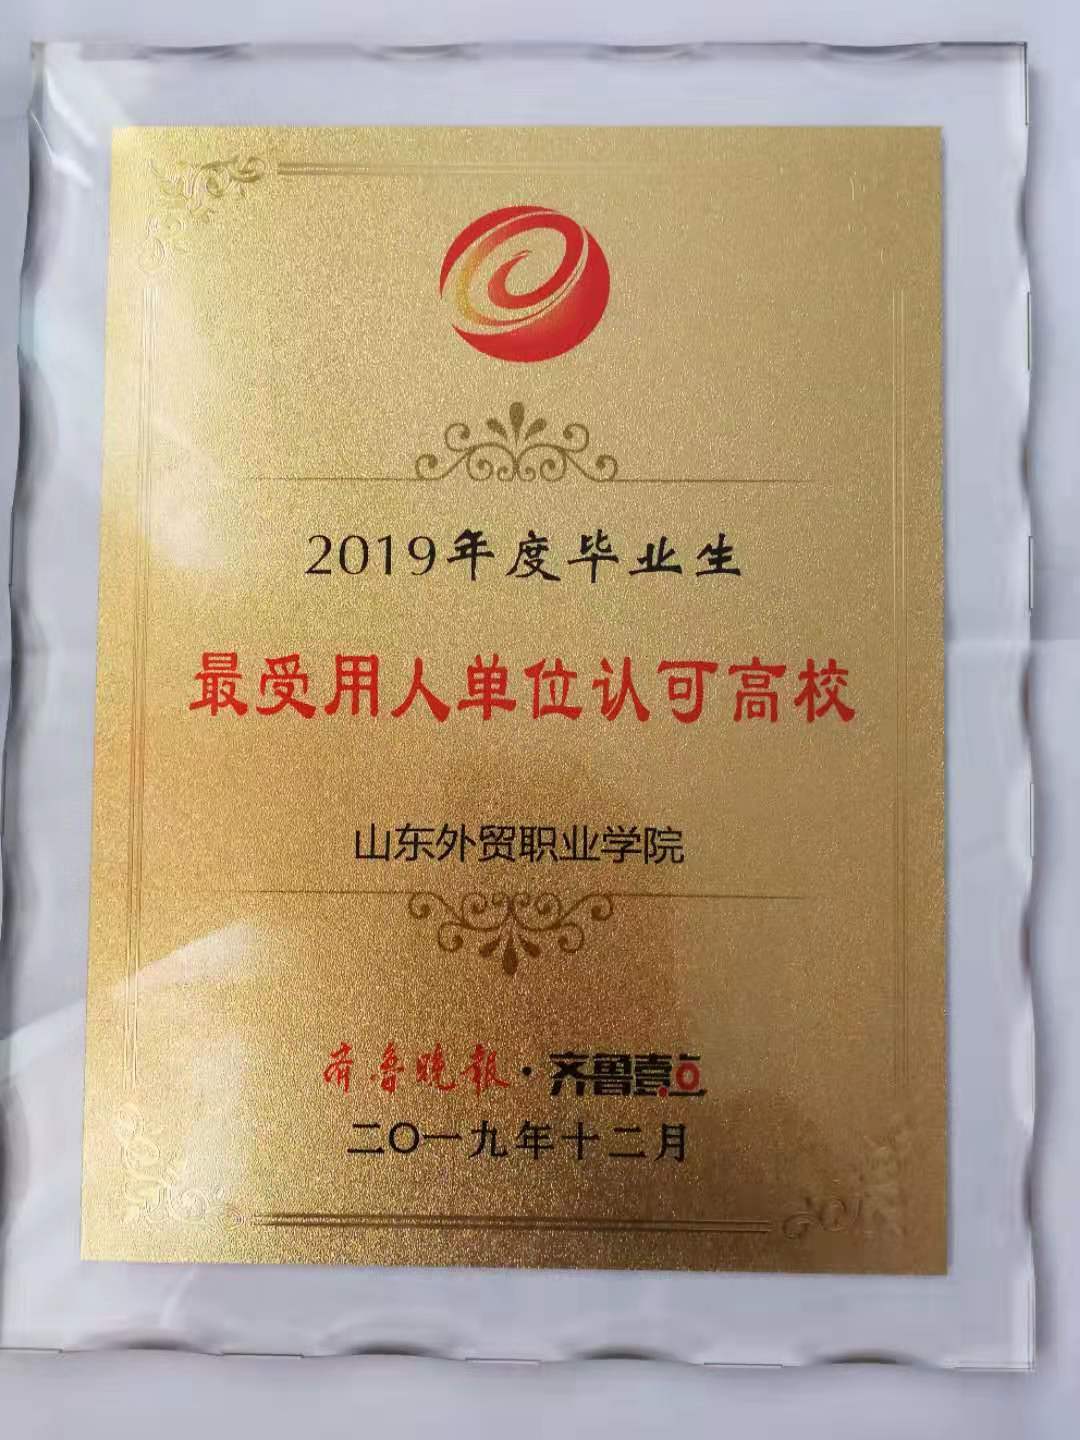 2019年度毕业生
最受用人单位认可高校
山东外贸职业学院
齐鲁晚报·齐鲁壹点
二〇一九年十二月